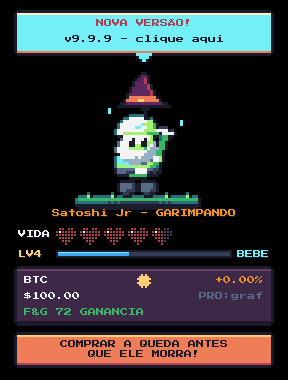 NOVA VERSÃO!
v9.9.9 - clique aqui
Satoshi Jr - GARIMPANDO
VIDA
LV4 BEBE
BTC +0.00%
$100.00 PRO:graf
F&G 72 GANANCIA
COMPRAR A QUEDA ANTES
QUE ELE MORRA!